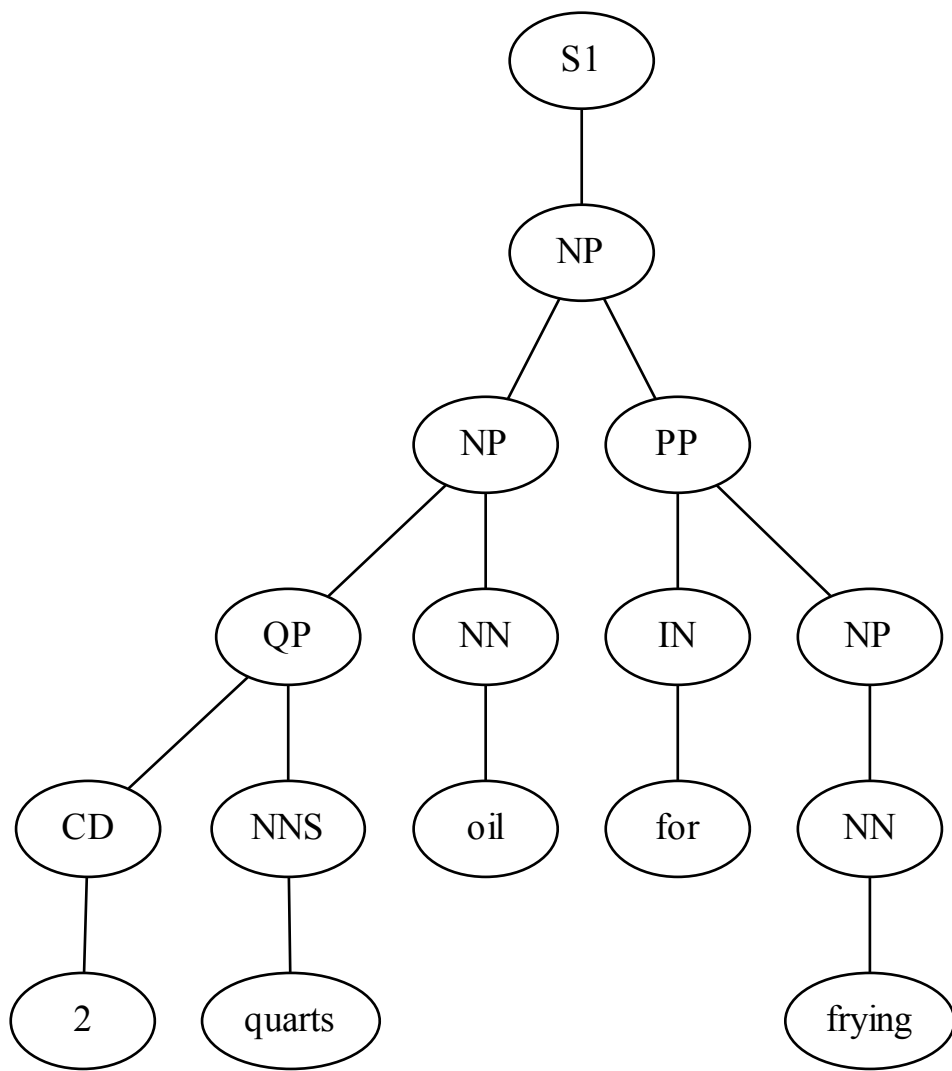 S1
NP
NP PP
QP NN IN NP
CD NNS oil for NN
2 quarts frying